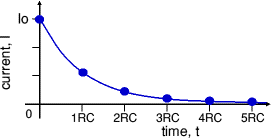 Io
current, I
0
1RC 2RC 3RC 4RC 5RC
time, t